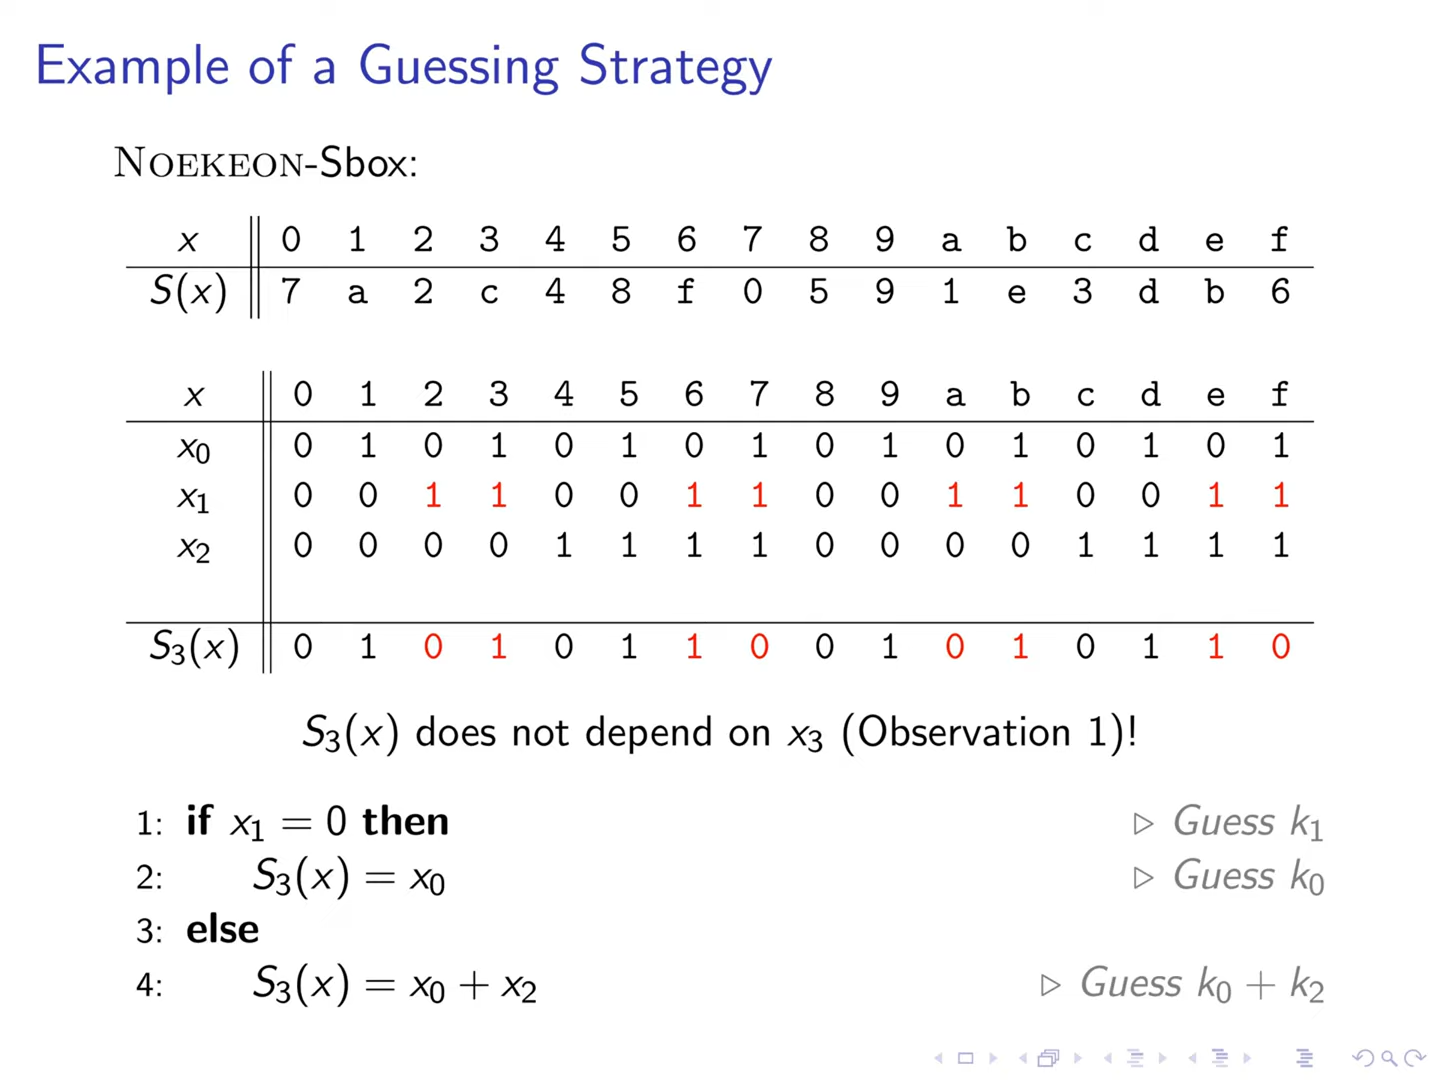 Example of a Guessing Strategy
NOEKEON-Sbox:
x 0 1 2 3 4 5 6 7 8 9 a b c d e f
S(x) 7 a 2 c 4 8 f 0 5 9 1 e 3 d b 6
x 0 1 2 3 4 5 6 7 8 9 a b c d e f
x₀ 0 1 0 1 0 1 0 1 0 1 0 1 0 1 0 1
x₁ 0 0 1 1 0 0 1 1 0 0 1 1 0 0 1 1
x₂ 0 0 0 0 1 1 1 1 0 0 0 0 1 1 1 1
S₃(x) 0 1 0 1 0 1 1 0 0 1 0 1 0 1 1 0
S₃(x) does not depend on x₃ (Observation 1)!
1: if x₁ = 0 then ▷ Guess k₁
2: S₃(x) = x₀ ▷ Guess k₀
3: else
4: S₃(x) = x₀ + x₂ ▷ Guess k₀ + k₂